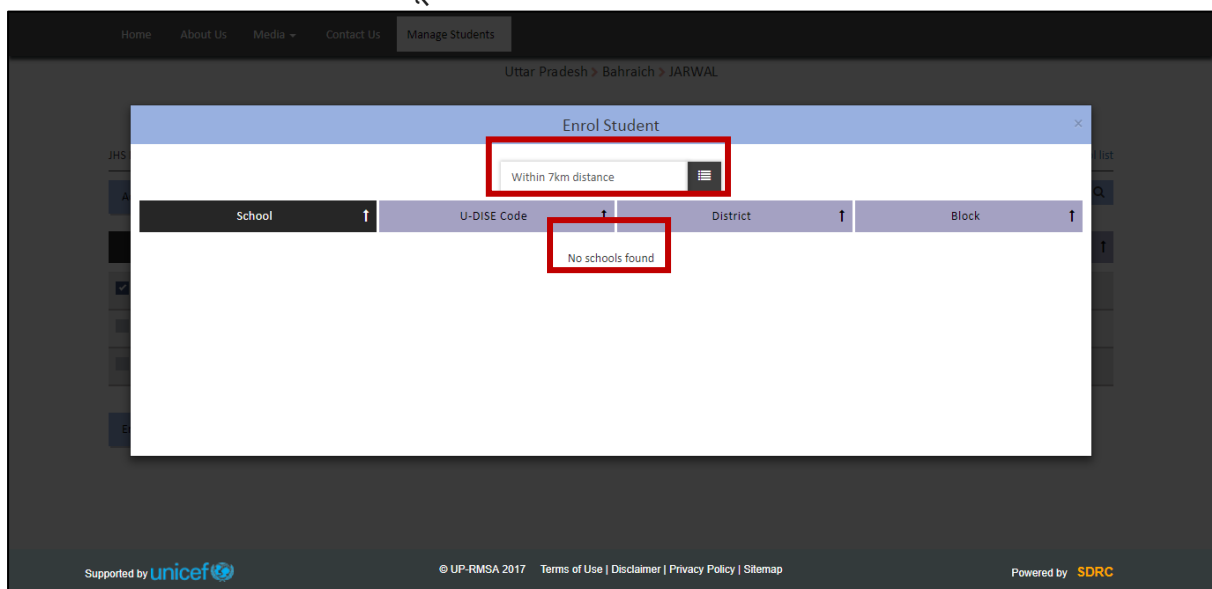 Home About Us Media Contact Us Manage Students
Uttar Pradesh > Bahraich > JARWAL
Enrol Student ×
JHS
l list
Within 7km distance
A
School U-DISE Code District Block
No schools found
E
Supported by unicef © UP-RMSA 2017 Terms of Use | Disclaimer | Privacy Policy | Sitemap Powered by SDRC